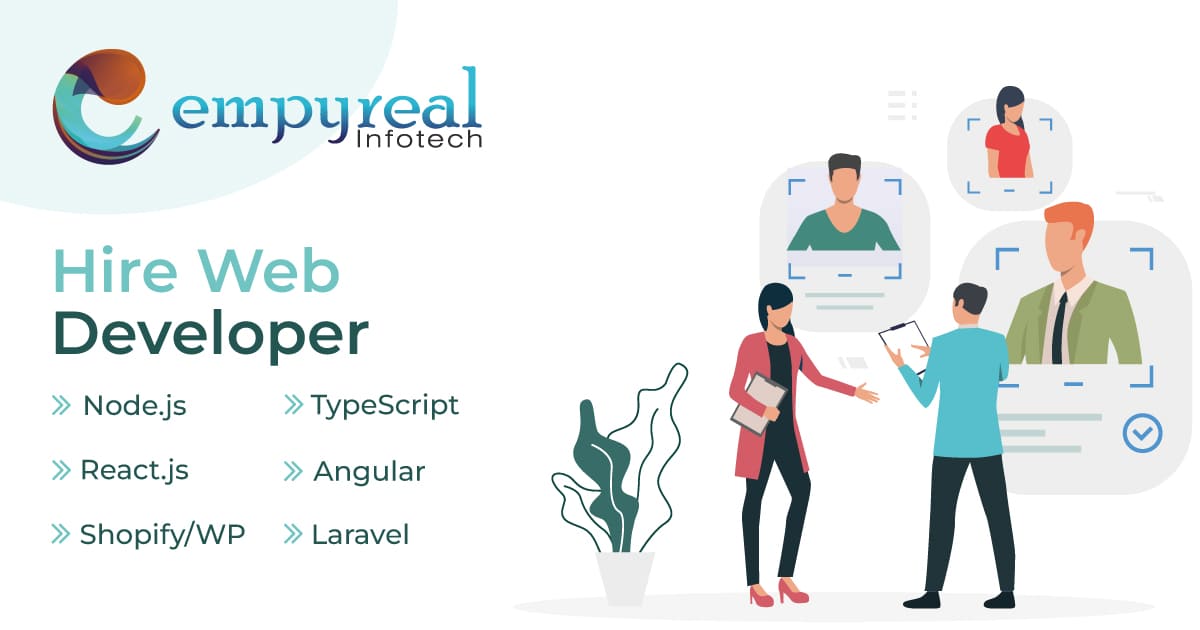 empyreal
Infotech
Hire Web
Developer
Node.js
TypeScript
React.js
Angular
Shopify/WP
Laravel